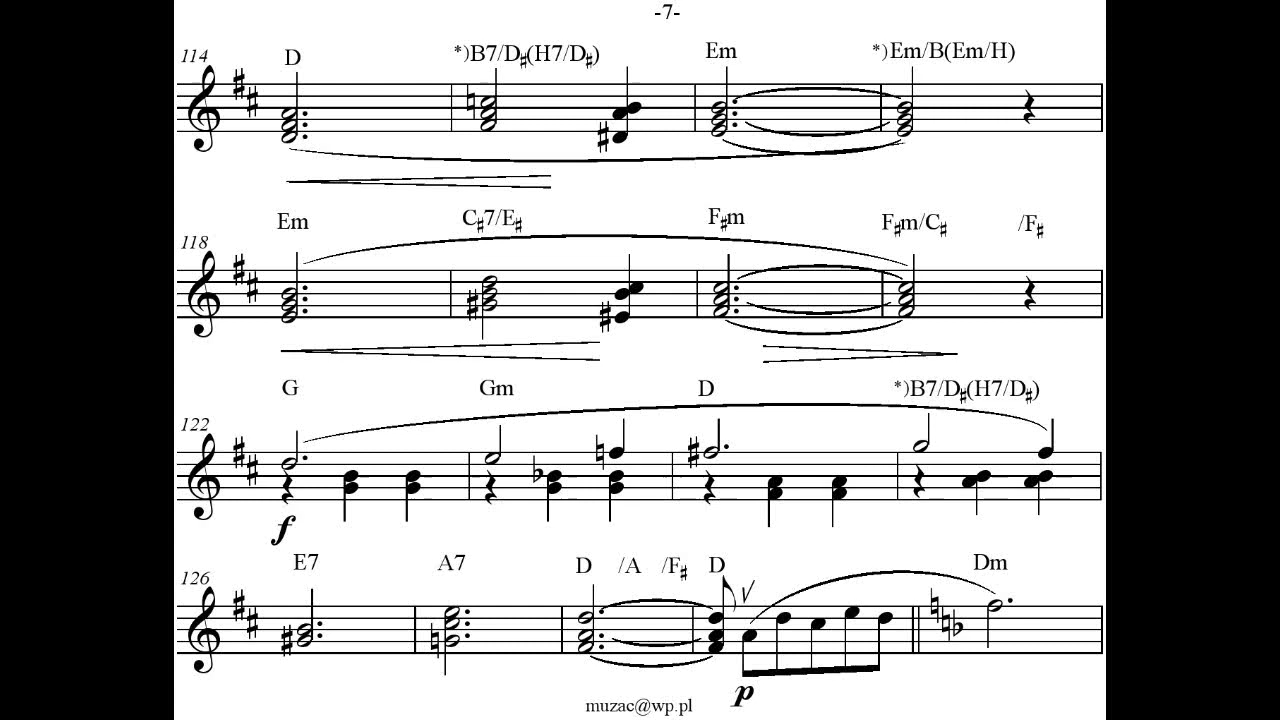 -7-
114 D *)B7/D♯(H7/D♯) Em *)Em/B(Em/H)
118 Em C♯7/E♯ F♯m F♯m/C♯ /F♯
122 G Gm D *)B7/D♯(H7/D♯)
f
126 E7 A7 D /A /F♯ D Dm
p
muzac@wp.pl